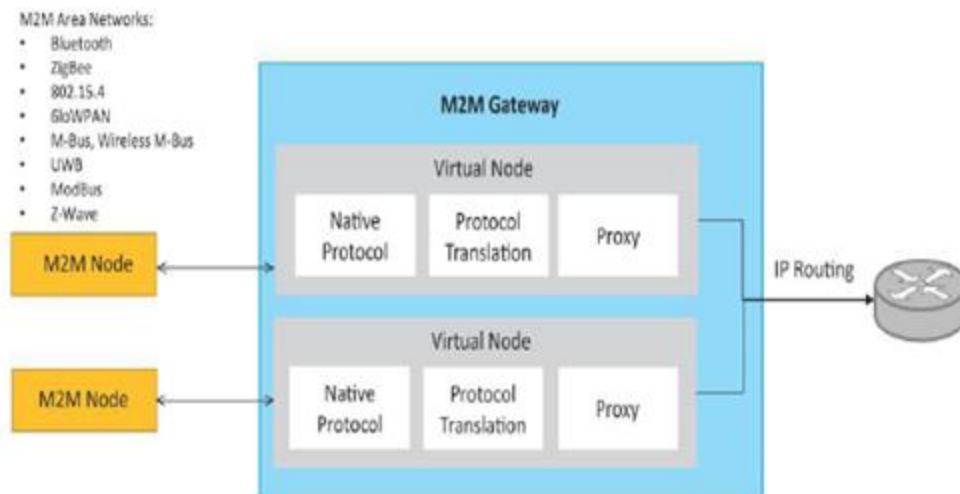 M2M Area Networks:
• Bluetooth
• ZigBee
• 802.15.4
• 6loWPAN
• M-Bus, Wireless M-Bus
• UWB
• ModBus
• Z-Wave
M2M Gateway
Virtual Node
Native
Protocol
Protocol
Translation
Proxy
M2M Node
IP Routing
Virtual Node
Native
Protocol
Protocol
Translation
Proxy
M2M Node